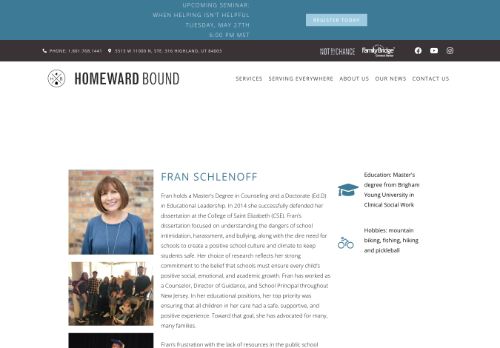 UPCOMING SEMINAR:
WHEN HELPING ISN'T HELPFUL
TUESDAY, MAY 27TH
6:00 PM MST
REGISTER TODAY
PHONE: 1.801.768.1441
5513 W 11000 N, STE. 316 HIGHLAND, UT 84003
NOT BY CHANCE
FamilyBridge
HOMEWARD BOUND
SERVICES
SERVING EVERYWHERE
ABOUT US
OUR NEWS
CONTACT US
FRAN SCHLENOFF
Fran holds a Master's Degree in Counseling and a Doctorate (Ed.D)
in Educational Leadership. In 2014 she successfully defended her
dissertation at the College of Saint Elizabeth (CSE). Fran's
dissertation focused on understanding the dangers of school
intimidation, harassment, and bullying, along with the dire need for
schools to create a positive school culture and climate to keep
students safe. Her choice of research reflects her strong
commitment to the belief that schools must ensure every child's
positive social, emotional, and academic growth. Fran has worked as
a Counselor, Director of Guidance, and School Principal throughout
New Jersey. In her educational positions, her top priority was
ensuring that all children in her care had a safe, supportive, and
positive experience. Toward that goal, she has advocated for many,
many families.
Fran's frustration with the lack of resources in the public school
Education: Master's
degree from Brigham
Young University in
Clinical Social Work
Hobbies: mountain
biking, fishing, hiking
and pickleball